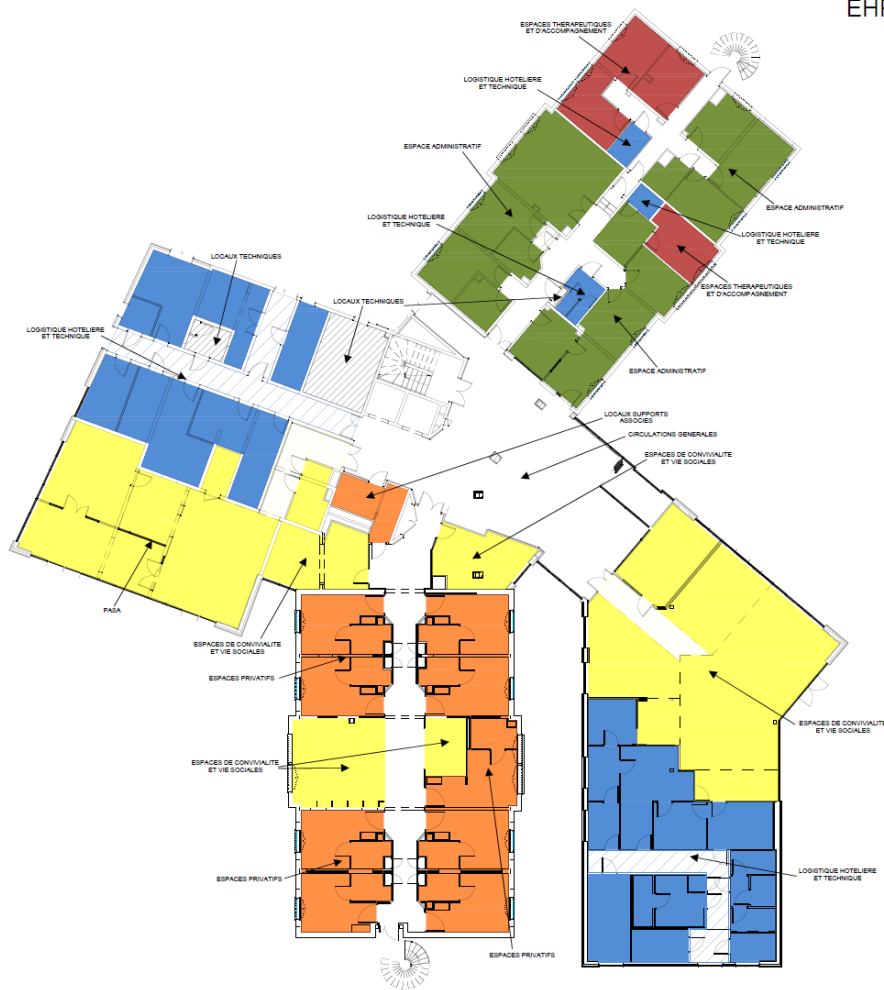 EHP
ESPACES THERAPEUTIQUES
ET D'ACCOMPAGNEMENT
LOGISTIQUE HOTELIERE
ET TECHNIQUE
ESPACE ADMINISTRATIF
ESPACE ADMINISTRATIF
LOGISTIQUE HOTELIERE
ET TECHNIQUE
LOGISTIQUE HOTELIERE
ET TECHNIQUE
LOCAUX TECHNIQUES
ESPACES THERAPEUTIQUES
ET D'ACCOMPAGNEMENT
LOCAUX TECHNIQUES
LOGISTIQUE HOTELIERE
ET TECHNIQUE
ESPACE ADMINISTRATIF
LOCAUX SUPPORTS
ASSOCIES
CIRCULATIONS GENERALES
ESPACES DE CONVIVIALITE
ET VIE SOCIALES
PASA
ESPACES DE CONVIVIALITE
ET VIE SOCIALES
ESPACES PRIVATIFS
ESPACES DE CONVIVIALITE
ET VIE SOCIALES
ESPACES DE CONVIVIALITE
ET VIE SOCIALES
ESPACES PRIVATIFS
LOGISTIQUE HOTELIERE
ET TECHNIQUE
ESPACES PRIVATIFS